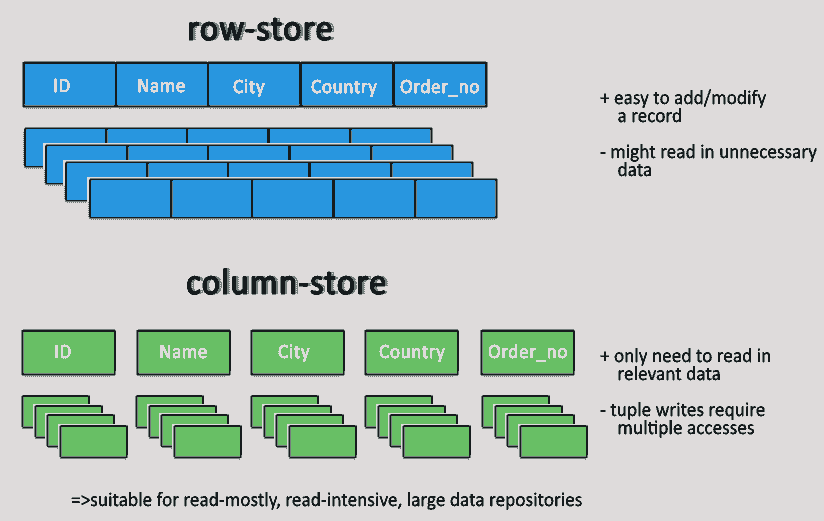 row-store
ID Name City Country Order_no
+ easy to add/modify
a record
- might read in unnecessary
data
column-store
ID Name City Country Order_no
+ only need to read in
relevant data
- tuple writes require
multiple accesses
=>suitable for read-mostly, read-intensive, large data repositories